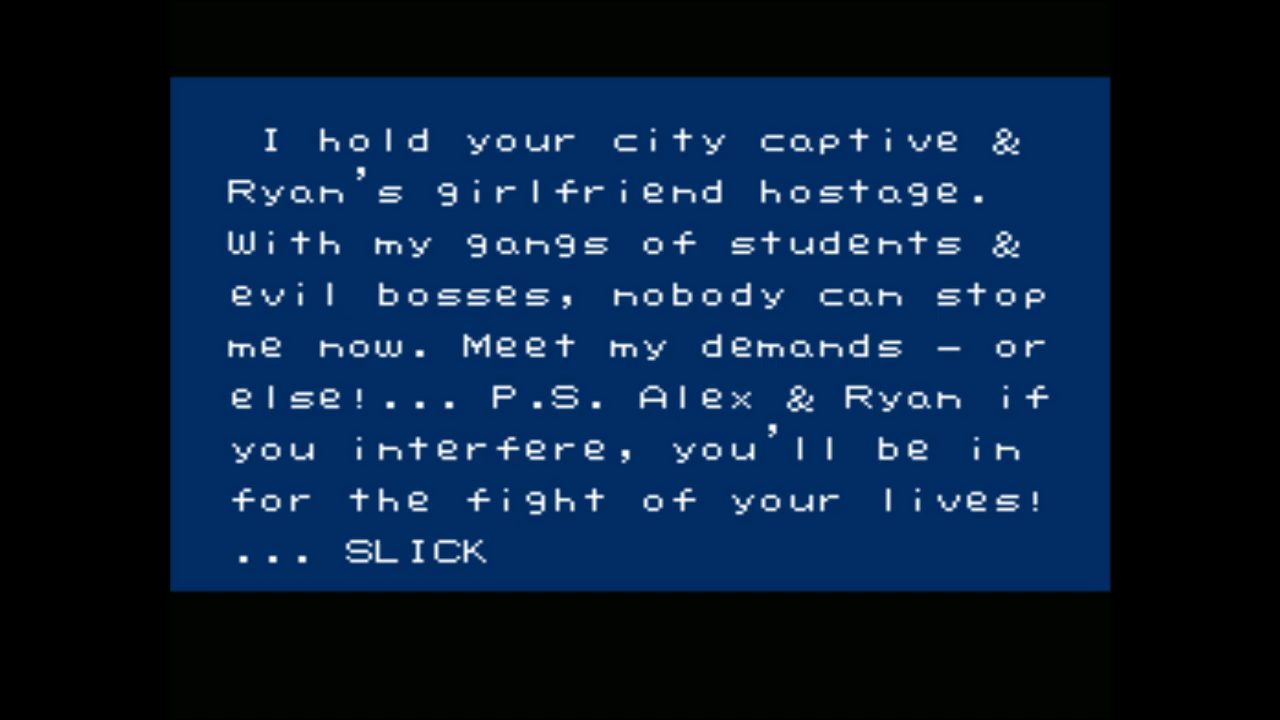 I hold your city captive &
Ryan's girlfriend hostage.
With my gangs of students &
evil bosses, nobody can stop
me now. Meet my demands - or
else!... P.S. Alex & Ryan if
you interfere, you'll be in
for the fight of your lives!
... SLICK